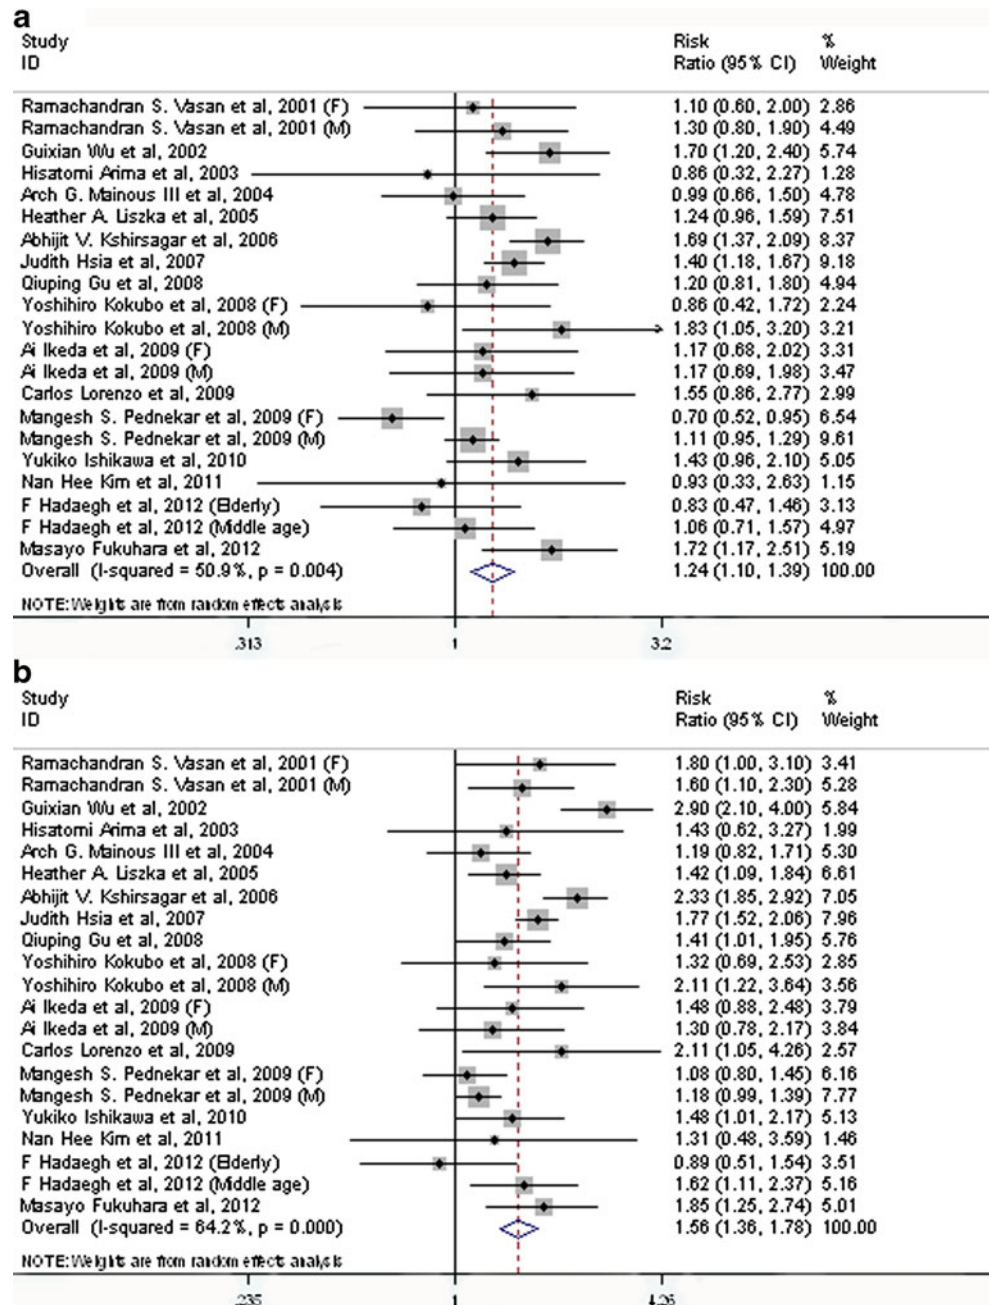 a
Study Risk %
ID Ratio (95% CI) Weight
Ramachandran S. Vasan et al, 2001 (F) 1.10 (0.60, 2.00) 2.86
Ramachandran S. Vasan et al, 2001 (M) 1.30 (0.80, 1.90) 4.49
Guixian Wu et al, 2002 1.70 (1.20, 2.40) 5.74
Hisatomi Arima et al, 2003 0.86 (0.32, 2.27) 1.28
Arch G. Mainous III et al, 2004 0.99 (0.66, 1.50) 4.78
Heather A. Liszka et al, 2005 1.24 (0.96, 1.59) 7.51
Abhijit V. Kshirsagar et al, 2006 1.69 (1.37, 2.09) 8.37
Judith Hsia et al, 2007 1.40 (1.18, 1.67) 9.18
Qiuping Gu et al, 2008 1.20 (0.81, 1.80) 4.94
Yoshihiro Kokubo et al, 2008 (F) 0.86 (0.42, 1.72) 2.24
Yoshihiro Kokubo et al, 2008 (M) 1.83 (1.05, 3.20) 3.21
Ai Ikeda et al, 2009 (F) 1.17 (0.68, 2.02) 3.31
Ai Ikeda et al, 2009 (M) 1.17 (0.69, 1.98) 3.47
Carlos Lorenzo et al, 2009 1.55 (0.86, 2.77) 2.99
Mangesh S. Pednekar et al, 2009 (F) 0.70 (0.52, 0.95) 6.54
Mangesh S. Pednekar et al, 2009 (M) 1.11 (0.95, 1.29) 9.61
Yukiko Ishikawa et al, 2010 1.43 (0.96, 2.10) 5.05
Nan Hee Kim et al, 2011 0.93 (0.33, 2.63) 1.15
F Hadaegh et al, 2012 (Elderly) 0.83 (0.47, 1.46) 3.13
F Hadaegh et al, 2012 (Middle age) 1.06 (0.71, 1.57) 4.97
Masayo Fukuhara et al, 2012 1.72 (1.17, 2.51) 5.19
Overall (I-squared = 50.9%, p = 0.004) 1.24 (1.10, 1.39) 100.00
NOTE: Weights are from random effects analysis
.313 1 3.2
b
Study Risk %
ID Ratio (95% CI) Weight
Ramachandran S. Vasan et al, 2001 (F) 1.80 (1.00, 3.10) 3.41
Ramachandran S. Vasan et al, 2001 (M) 1.60 (1.10, 2.30) 5.28
Guixian Wu et al, 2002 2.90 (2.10, 4.00) 5.84
Hisatomi Arima et al, 2003 1.43 (0.62, 3.27) 1.99
Arch G. Mainous III et al, 2004 1.19 (0.82, 1.71) 5.30
Heather A. Liszka et al, 2005 1.42 (1.09, 1.84) 6.61
Abhijit V. Kshirsagar et al, 2006 2.33 (1.85, 2.92) 7.05
Judith Hsia et al, 2007 1.77 (1.52, 2.06) 7.96
Qiuping Gu et al, 2008 1.41 (1.01, 1.95) 5.76
Yoshihiro Kokubo et al, 2008 (F) 1.32 (0.69, 2.53) 2.85
Yoshihiro Kokubo et al, 2008 (M) 2.11 (1.22, 3.64) 3.56
Ai Ikeda et al, 2009 (F) 1.48 (0.88, 2.48) 3.79
Ai Ikeda et al, 2009 (M) 1.30 (0.78, 2.17) 3.84
Carlos Lorenzo et al, 2009 2.11 (1.05, 4.26) 2.57
Mangesh S. Pednekar et al, 2009 (F) 1.08 (0.80, 1.45) 6.16
Mangesh S. Pednekar et al, 2009 (M) 1.18 (0.99, 1.39) 7.77
Yukiko Ishikawa et al, 2010 1.48 (1.01, 2.17) 5.13
Nan Hee Kim et al, 2011 1.31 (0.48, 3.59) 1.46
F Hadaegh et al, 2012 (Elderly) 0.89 (0.51, 1.54) 3.51
F Hadaegh et al, 2012 (Middle age) 1.62 (1.11, 2.37) 5.16
Masayo Fukuhara et al, 2012 1.85 (1.25, 2.74) 5.01
Overall (I-squared = 64.2%, p = 0.000) 1.56 (1.36, 1.78) 100.00
NOTE: Weights are from random effects analysis
.235 1 4.26